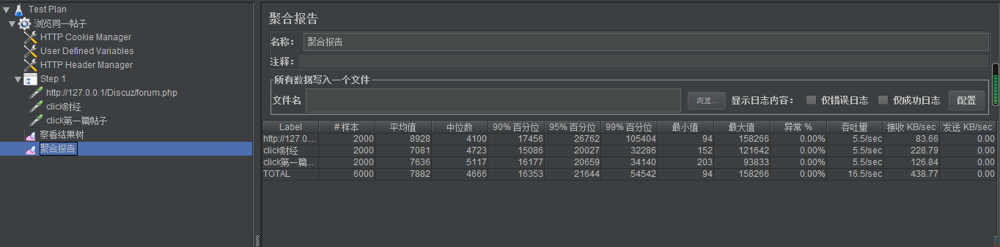 Test Plan
浏览同一帖子
HTTP Cookie Manager
User Defined Variables
HTTP Header Manager
Step 1
http://127.0.0.1/Discuz/forum.php
click财经
click第一篇帖子
察看结果树
聚合报告
聚合报告
名称： 聚合报告
注释：
所有数据写入一个文件
文件名 浏览... 显示日志内容： 仅错误日志 仅成功日志 配置
Label # 样本 平均值 中位数 90% 百分位 95% 百分位 99% 百分位 最小值 最大值 异常 % 吞吐量 接收 KB/sec 发送 KB/sec
http://127.0.... 2000 8928 4100 17456 26762 105404 94 158266 0.00% 5.5/sec 83.66 0.00
click财经 2000 7081 4723 15086 20027 32286 152 121642 0.00% 5.5/sec 228.79 0.00
click第一篇... 2000 7636 5117 16177 20659 34140 203 93833 0.00% 5.5/sec 126.84 0.00
TOTAL 6000 7882 4666 16353 21644 54542 94 158266 0.00% 16.5/sec 438.77 0.00